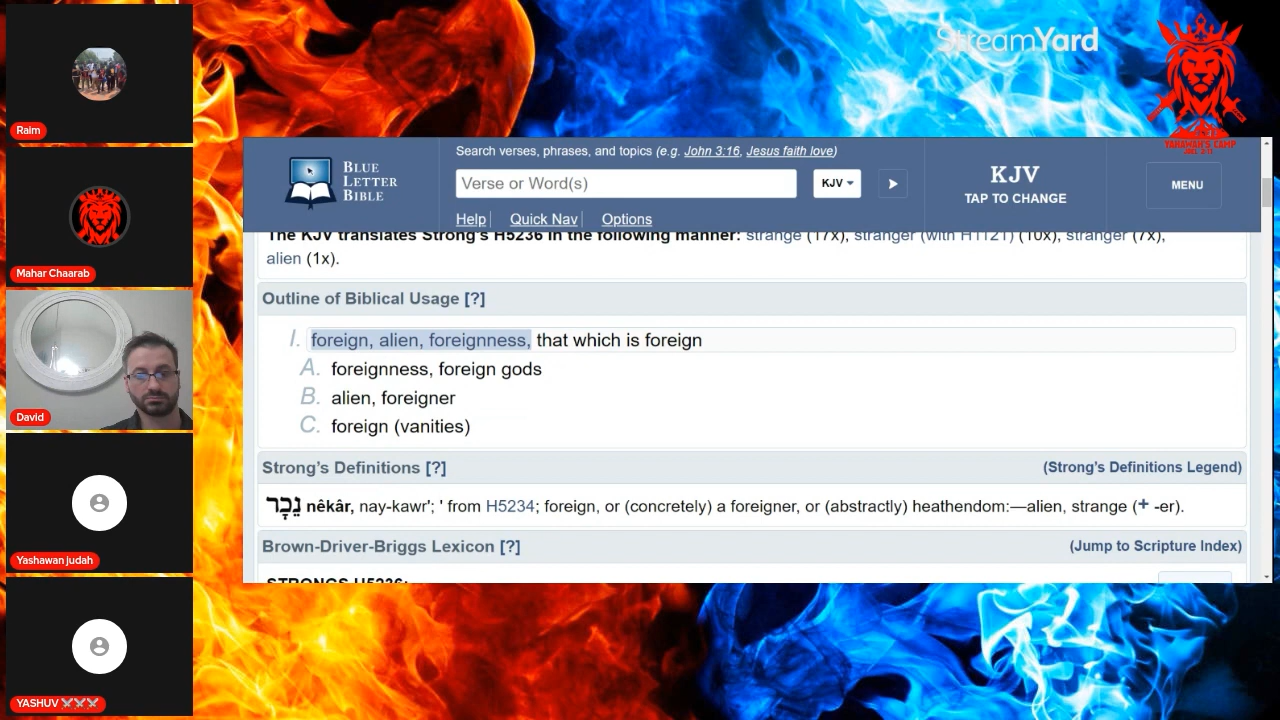 StreamYard
YAHAWAH'S CAMP
Raim
Mahar Chaarab
David
Yashawan judah
YASHUV ⚔⚔⚔
BLUE
LETTER
BIBLE
Search verses, phrases, and topics (e.g. John 3:16, Jesus faith love)
Verse or Word(s)
KJV
Help
Quick Nav
Options
KJV
TAP TO CHANGE
MENU
The KJV translates Strong's H5236 in the following manner: strange (17x), stranger (with H1121) (10x), stranger (7x),
alien (1x).
Outline of Biblical Usage [?]
I. foreign, alien, foreignness, that which is foreign
A. foreignness, foreign gods
B. alien, foreigner
C. foreign (vanities)
Strong's Definitions [?]
(Strong's Definitions Legend)
נֵכָר nêkâr, nay-kawr'; ' from H5234; foreign, or (concretely) a foreigner, or (abstractly) heathendom:—alien, strange (+ -er).
Brown-Driver-Briggs Lexicon [?]
(Jump to Scripture Index)
STRONGS H5236: